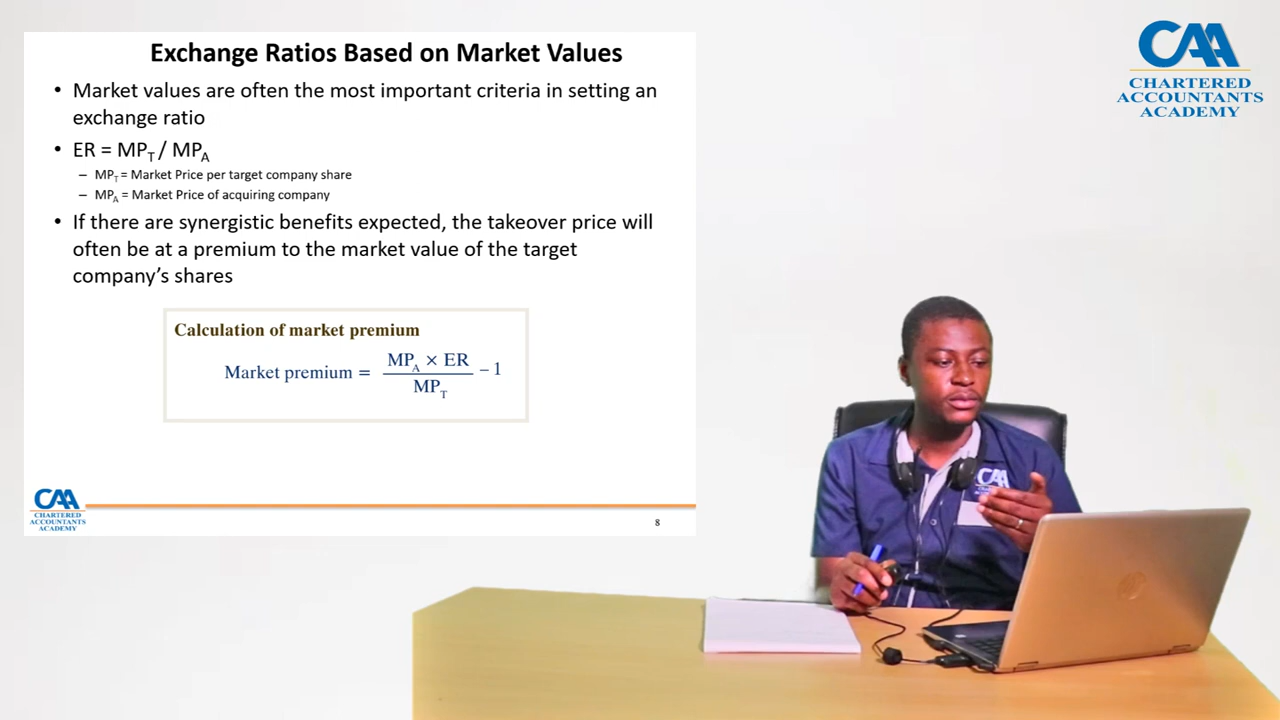 Exchange Ratios Based on Market Values
• Market values are often the most important criteria in setting an
exchange ratio
• ER = MPT / MPA
– MPT = Market Price per target company share
– MPA = Market Price of acquiring company
• If there are synergistic benefits expected, the takeover price will
often be at a premium to the market value of the target
company’s shares
Calculation of market premium
Market premium = MPA × ER / MPT – 1
CAA
CHARTERED
ACCOUNTANTS
ACADEMY
8
CAA
CHARTERED
ACCOUNTANTS
ACADEMY
CAA